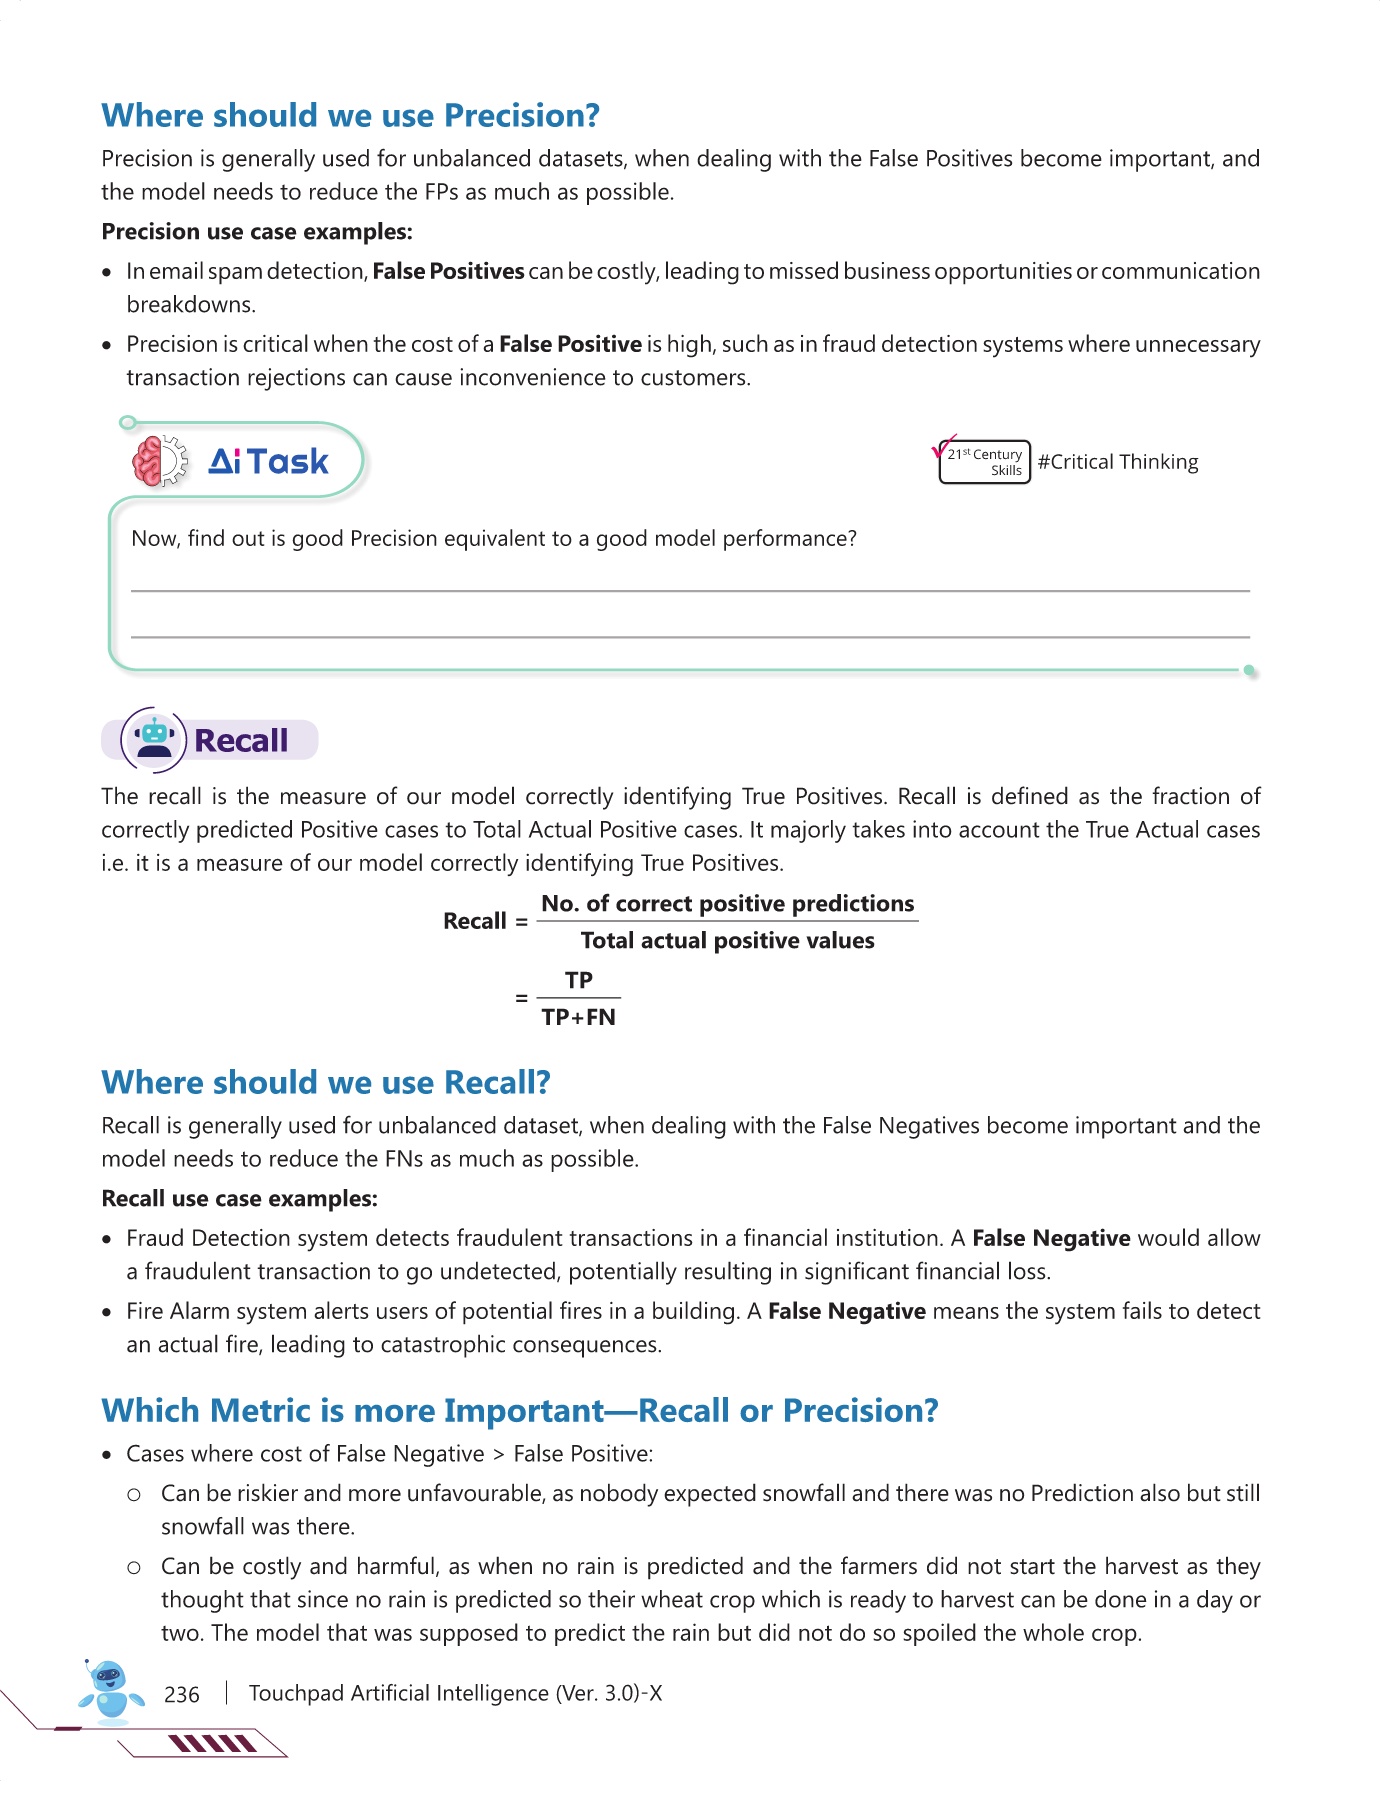 Where should we use Precision?
Precision is generally used for unbalanced datasets, when dealing with the False Positives become important, and
the model needs to reduce the FPs as much as possible.
Precision use case examples:
• In email spam detection, False Positives can be costly, leading to missed business opportunities or communication
breakdowns.
• Precision is critical when the cost of a False Positive is high, such as in fraud detection systems where unnecessary
transaction rejections can cause inconvenience to customers.
Ai Task
21st Century
Skills
#Critical Thinking
Now, find out is good Precision equivalent to a good model performance?
Recall
The recall is the measure of our model correctly identifying True Positives. Recall is defined as the fraction of
correctly predicted Positive cases to Total Actual Positive cases. It majorly takes into account the True Actual cases
i.e. it is a measure of our model correctly identifying True Positives.
No. of correct positive predictions
Recall =
Total actual positive values
TP
=
TP+FN
Where should we use Recall?
Recall is generally used for unbalanced dataset, when dealing with the False Negatives become important and the
model needs to reduce the FNs as much as possible.
Recall use case examples:
• Fraud Detection system detects fraudulent transactions in a financial institution. A False Negative would allow
a fraudulent transaction to go undetected, potentially resulting in significant financial loss.
• Fire Alarm system alerts users of potential fires in a building. A False Negative means the system fails to detect
an actual fire, leading to catastrophic consequences.
Which Metric is more Important—Recall or Precision?
• Cases where cost of False Negative > False Positive:
○ Can be riskier and more unfavourable, as nobody expected snowfall and there was no Prediction also but still
snowfall was there.
○ Can be costly and harmful, as when no rain is predicted and the farmers did not start the harvest as they
thought that since no rain is predicted so their wheat crop which is ready to harvest can be done in a day or
two. The model that was supposed to predict the rain but did not do so spoiled the whole crop.
236 | Touchpad Artificial Intelligence (Ver. 3.0)-X